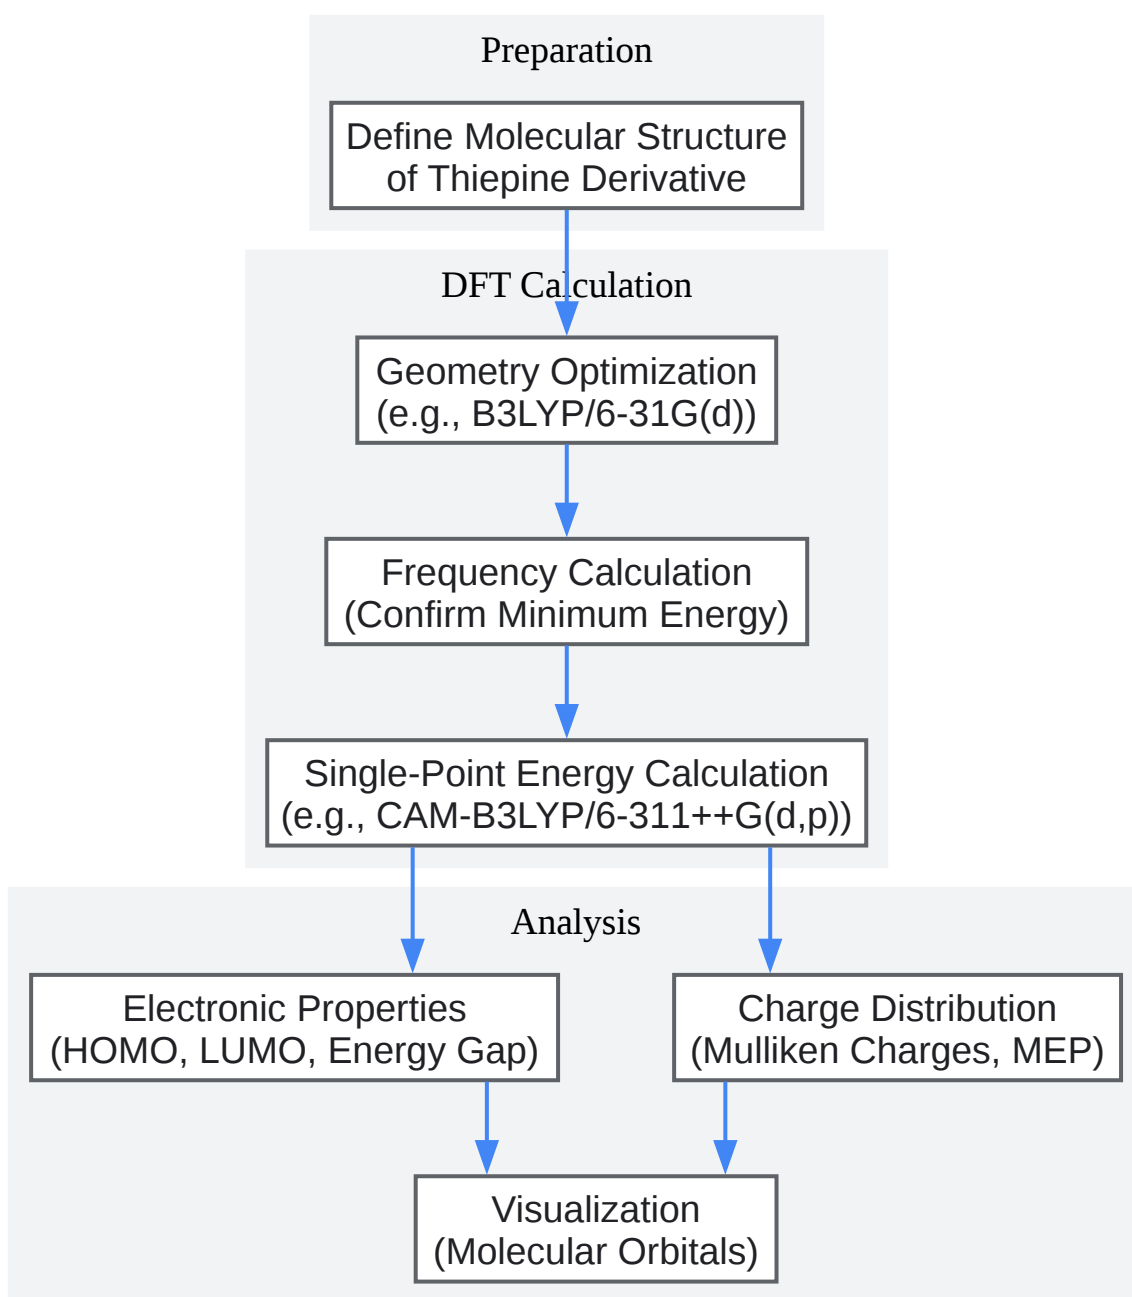 Preparation
Define Molecular Structure
of Thiepine Derivative
DFT Calculation
Geometry Optimization
(e.g., B3LYP/6-31G(d))
Frequency Calculation
(Confirm Minimum Energy)
Single-Point Energy Calculation
(e.g., CAM-B3LYP/6-311++G(d,p))
Analysis
Electronic Properties
(HOMO, LUMO, Energy Gap)
Charge Distribution
(Mulliken Charges, MEP)
Visualization
(Molecular Orbitals)